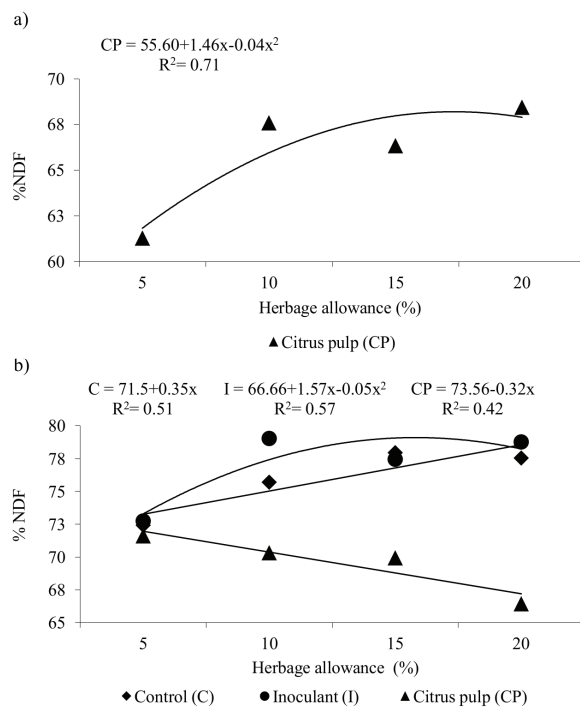 a)
CP = 55.60+1.46x-0.04x²
R²= 0.71
70
68
65
63
60
%NDF
5 10 15 20
Herbage allowance (%)
▲ Citrus pulp (CP)
b)
C = 71.5+0.35x I = 66.66+1.57x-0.05x² CP = 73.56-0.32x
R²= 0.51 R²= 0.57 R²= 0.42
80
78
75
73
70
68
65
% NDF
5 10 15 20
Herbage allowance (%)
◆ Control (C) ● Inoculant (I) ▲ Citrus pulp (CP)